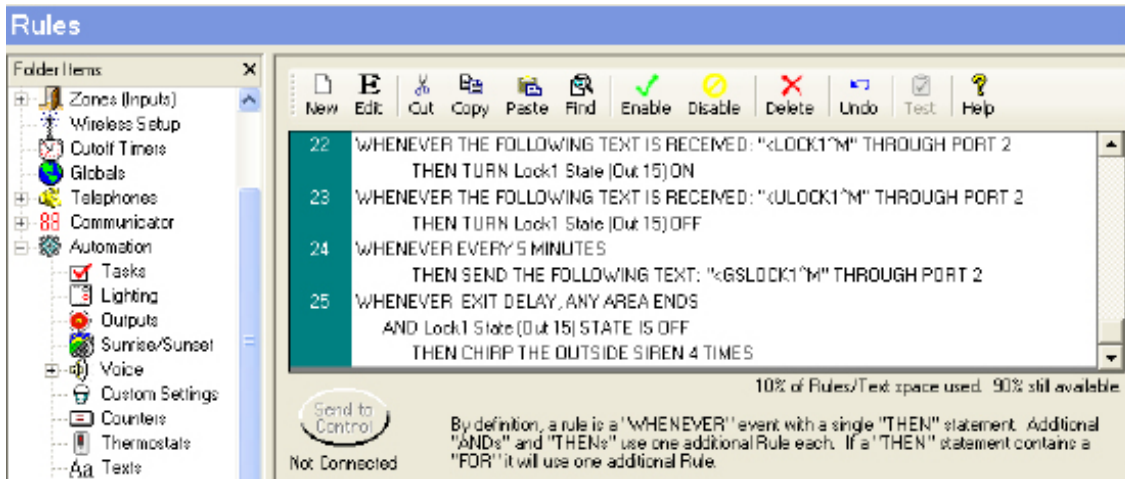 Rules
Folder Items
Zones (Inputs)
Wireless Setup
Cutoff Timers
Globals
Telephones
88 Communicator
Automation
Tasks
Lighting
Outputs
Sunrise/Sunset
Voice
Custom Settings
Counters
Thermostats
Aa Texts
New Edit Cut Copy Paste Find Enable Disable Delete Undo Test Help
22 WHENEVER THE FOLLOWING TEXT IS RECEIVED: "<LOCK1^M" THROUGH PORT 2
THEN TURN Lock1 State (Out 15) ON
23 WHENEVER THE FOLLOWING TEXT IS RECEIVED: "<ULOCK1^M" THROUGH PORT 2
THEN TURN Lock1 State (Out 15) OFF
24 WHENEVER EVERY 5 MINUTES
THEN SEND THE FOLLOWING TEXT: "<GSLOCK1^M" THROUGH PORT 2
25 WHENEVER EXIT DELAY, ANY AREA ENDS
AND Lock1 State (Out 15) STATE IS OFF
THEN CHIRP THE OUTSIDE SIREN 4 TIMES
10% of Rules/Text space used. 90% still available.
Send to
Control
Not Connected
By definition, a rule is a "WHENEVER" event with a single "THEN" statement. Additional
"ANDs" and "THENs" use one additional Rule each. If a "THEN" statement contains a
"FOR" it will use one additional Rule.